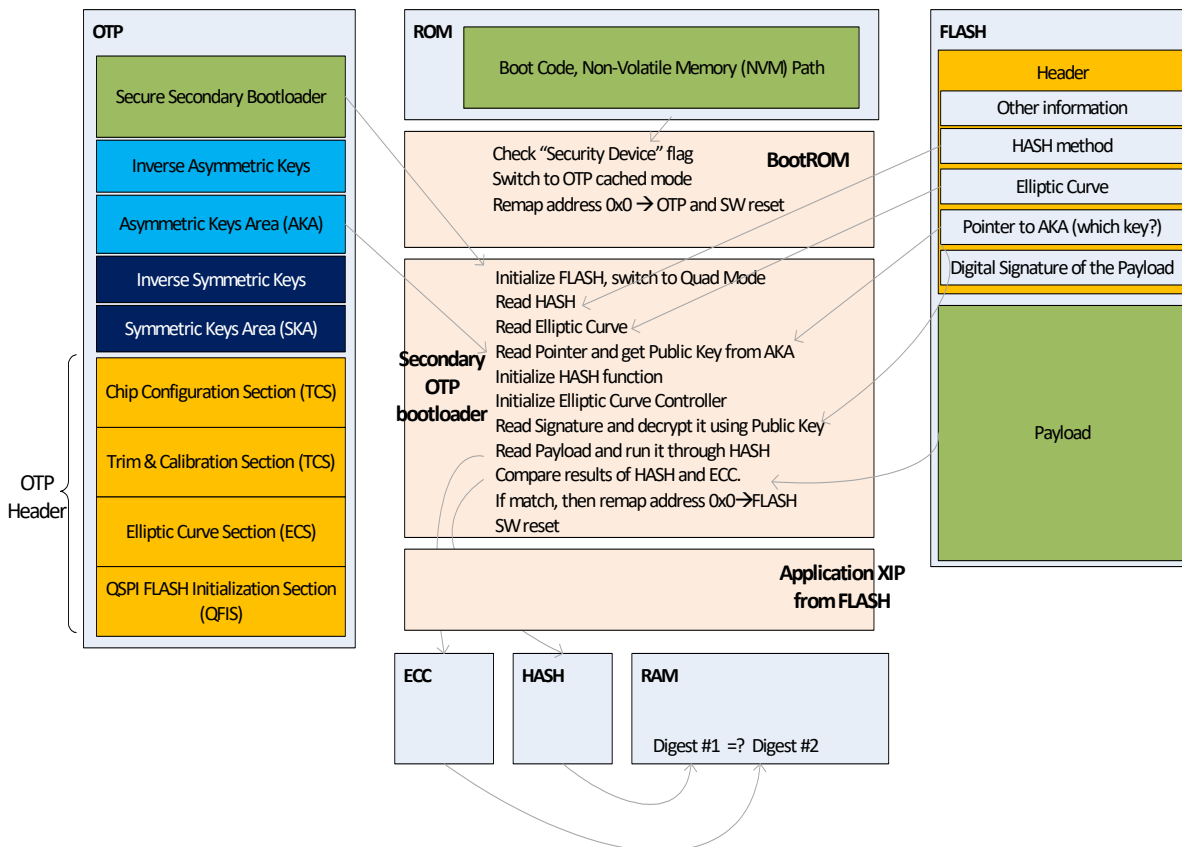 OTP
Secure Secondary Bootloader
Inverse Asymmetric Keys
Asymmetric Keys Area (AKA)
Inverse Symmetric Keys
Symmetric Keys Area (SKA)
OTP
Header
Chip Configuration Section (TCS)
Trim & Calibration Section (TCS)
Elliptic Curve Section (ECS)
QSPI FLASH Initialization Section
(QFIS)
ROM
Boot Code, Non-Volatile Memory (NVM) Path
BootROM
Check “Security Device” flag
Switch to OTP cached mode
Remap address 0x0 → OTP and SW reset
Secondary
OTP
bootloader
Initialize FLASH, switch to Quad Mode
Read HASH
Read Elliptic Curve
Read Pointer and get Public Key from AKA
Initialize HASH function
Initialize Elliptic Curve Controller
Read Signature and decrypt it using Public Key
Read Payload and run it through HASH
Compare results of HASH and ECC.
If match, then remap address 0x0→FLASH
SW reset
Application XIP
from FLASH
ECC
HASH
RAM
Digest #1 =? Digest #2
FLASH
Header
Other information
HASH method
Elliptic Curve
Pointer to AKA (which key?)
Digital Signature of the Payload
Payload